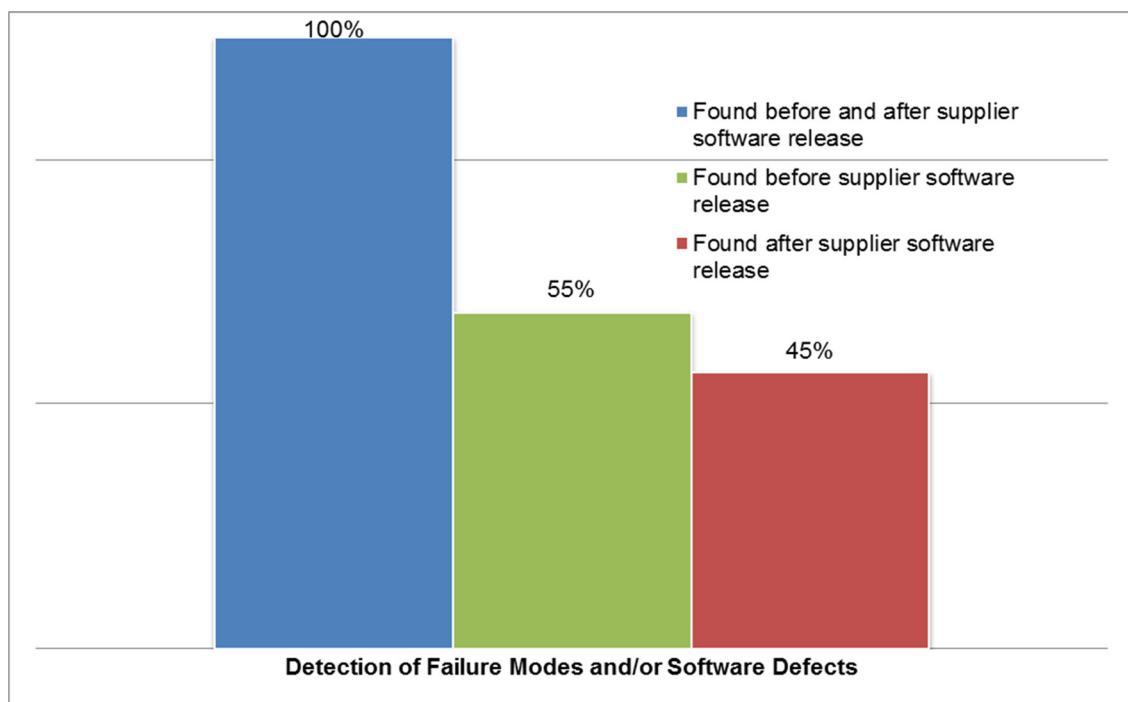 100%
Found before and after supplier
software release
Found before supplier software
release
Found after supplier software
release
55%
45%
Detection of Failure Modes and/or Software Defects